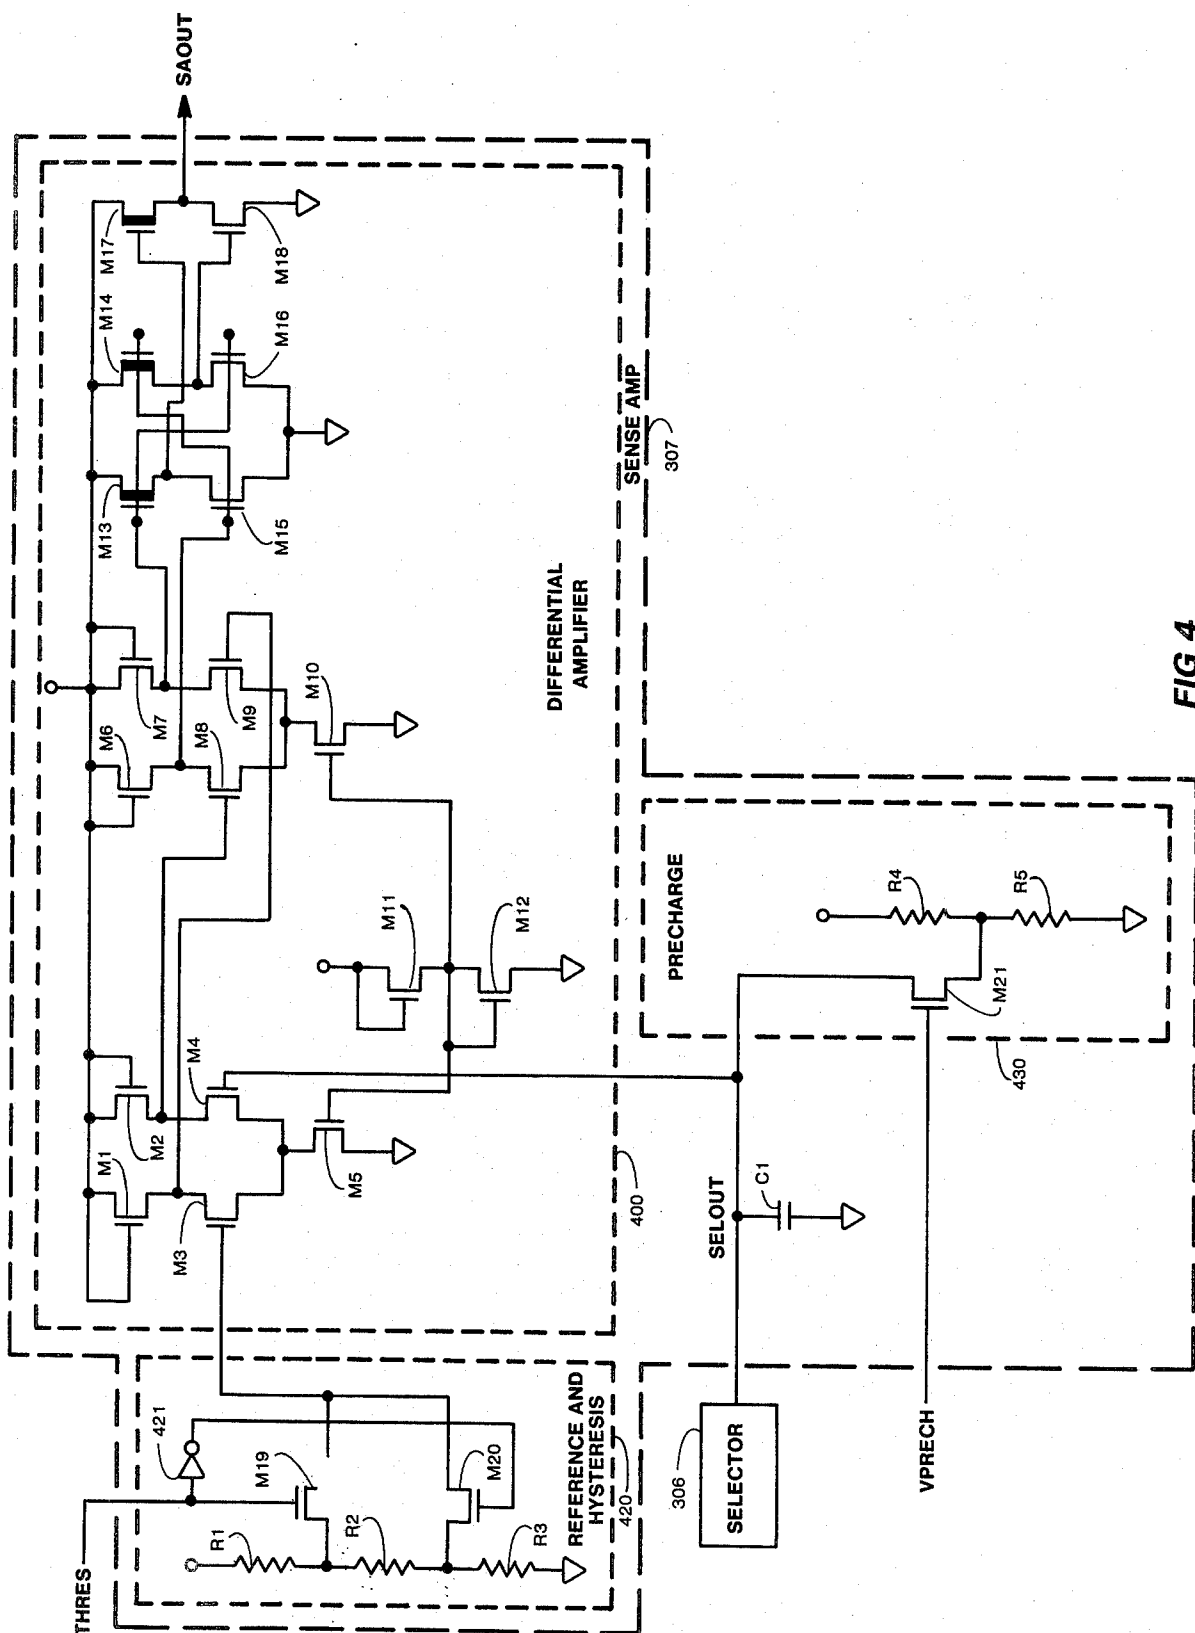 SAOUT
M17
M14
M18
M16
M13
M15
SENSE AMP
307
M7
M6
M9
M8
M10
DIFFERENTIAL
AMPLIFIER
M11
M12
M4
M2
M1
M3
M5
400
PRECHARGE
R4
R5
M21
430
SELOUT
C1
THRES
421
M19
M20
R1
R2
R3
REFERENCE AND
HYSTERESIS
420
306
SELECTOR
VPRECH
FIG 4